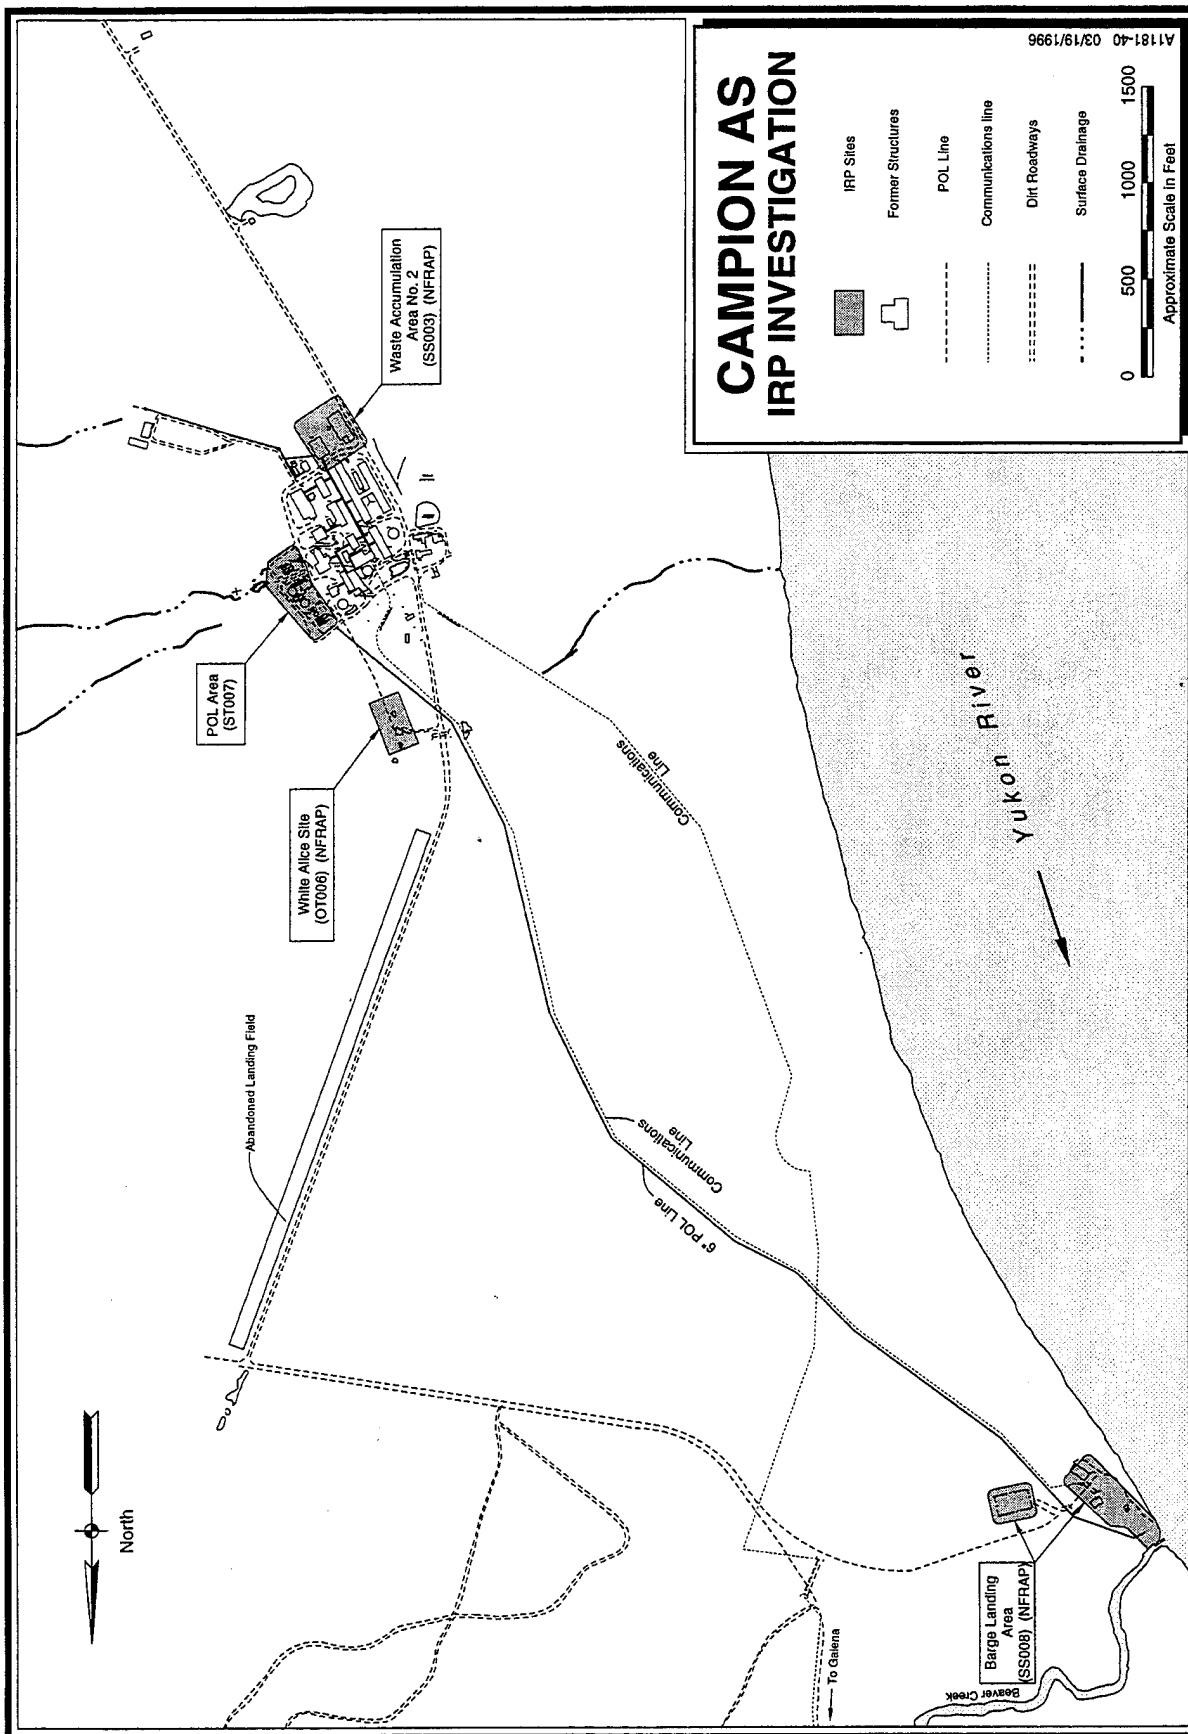 CAMPION AS
IRP INVESTIGATION
IRP Sites
Former Structures
POL Line
Communications line
Dirt Roadways
Surface Drainage
0 500 1000 1500
Approximate Scale in Feet
A1181-40 03/19/1996
Waste Accumulation
Area No. 2
(SS003) (NFRAP)
POL Area
(ST007)
White Alice Site
(OT006) (NFRAP)
Abandoned Landing Field
Communications
Line
Communications
Line
6" POL Line
Yukon River
North
Barge Landing
Area
(SS008) (NFRAP)
Beaver Creek
To Galena